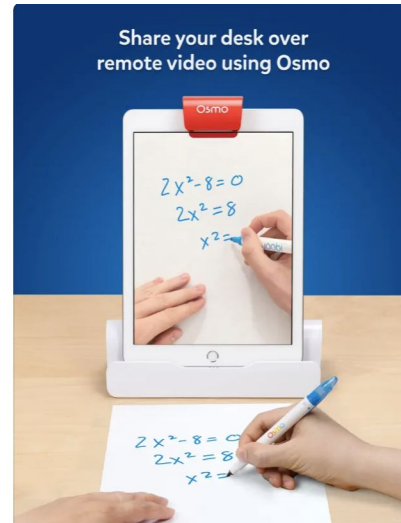 Share your desk over
remote video using Osmo
Osmo
2x²-8=0
2x²=8
x²=
2x²-8=0
2x²=8
x²=